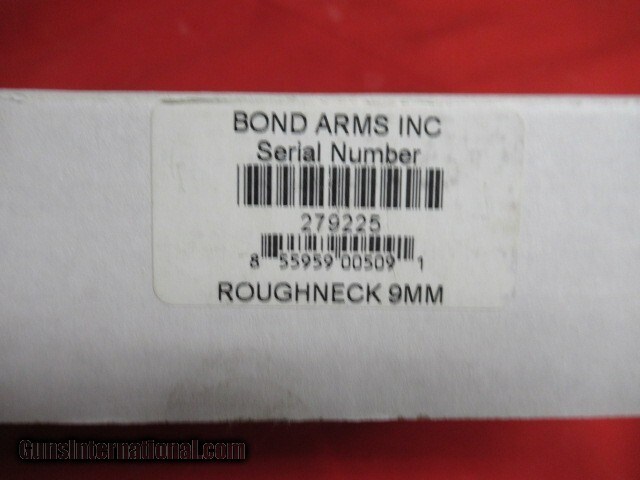 BOND ARMS INC
Serial Number
279225
8 55959 00509 1
ROUGHNECK 9MM
GunsInternational.com